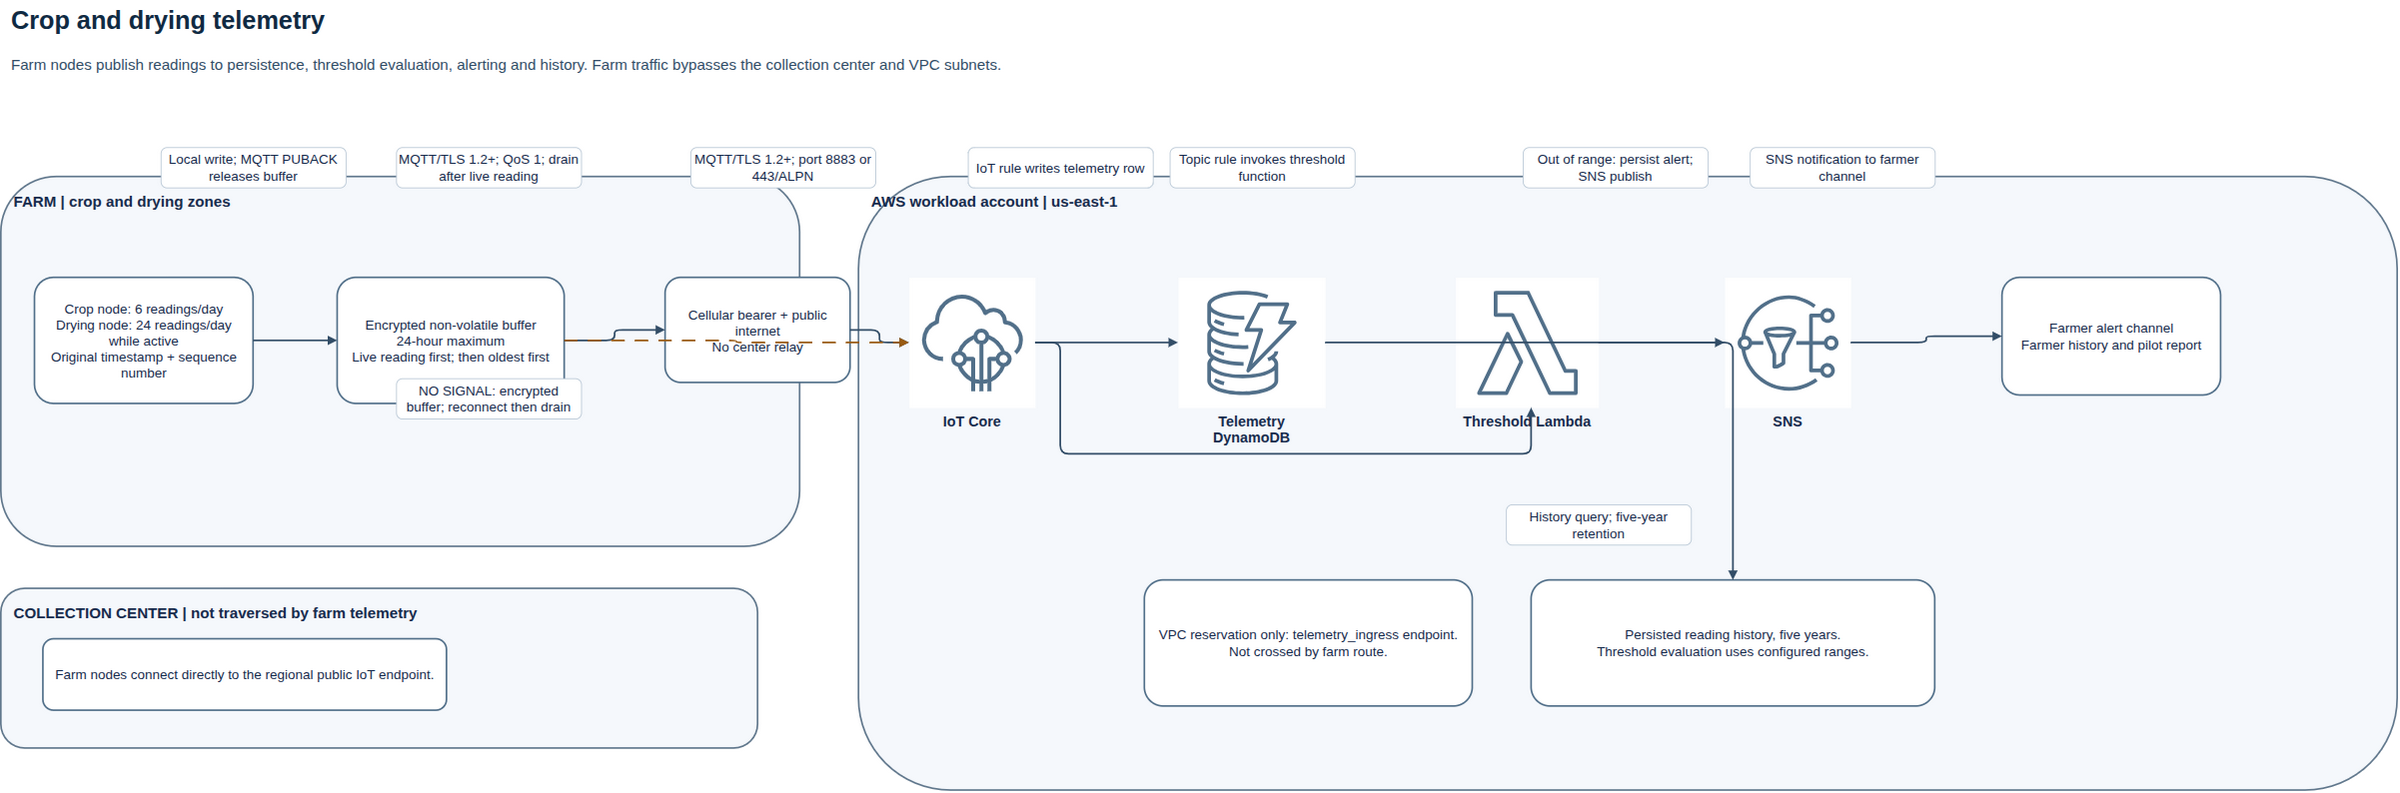 Crop and drying telemetry
Farm nodes publish readings to persistence, threshold evaluation, alerting and history. Farm traffic bypasses the collection center and VPC subnets.
Local write; MQTT PUBACK
releases buffer
MQTT/TLS 1.2+; QoS 1; drain
after live reading
MQTT/TLS 1.2+; port 8883 or
443/ALPN
IoT rule writes telemetry row
Topic rule invokes threshold
function
Out of range: persist alert;
SNS publish
SNS notification to farmer
channel
FARM | crop and drying zones
AWS workload account | us-east-1
Crop node: 6 readings/day
Drying node: 24 readings/day
while active
Original timestamp + sequence
number
Encrypted non-volatile buffer
24-hour maximum
Live reading first; then oldest first
NO SIGNAL: encrypted
buffer; reconnect then drain
Cellular bearer + public
internet
No center relay
IoT Core
Telemetry
DynamoDB
Threshold Lambda
SNS
Farmer alert channel
Farmer history and pilot report
History query; five-year
retention
COLLECTION CENTER | not traversed by farm telemetry
Farm nodes connect directly to the regional public IoT endpoint.
VPC reservation only: telemetry_ingress endpoint.
Not crossed by farm route.
Persisted reading history, five years.
Threshold evaluation uses configured ranges.